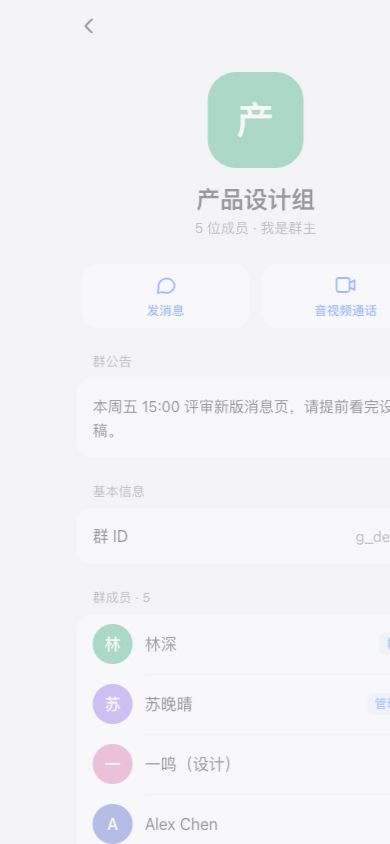 产
产品设计组
5 位成员 · 我是群主
发消息
音视频通话
群公告
本周五 15:00 评审新版消息页，请提前看完设
稿。
基本信息
群 ID
g_de
群成员 · 5
林
林深
苏
苏晚晴
管理
一
一鸣（设计）
A
Alex Chen